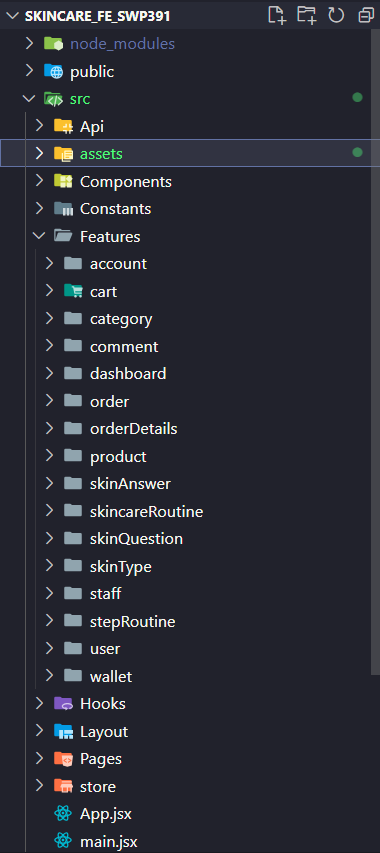 SKINCARE_FE_SWP391
node_modules
public
src
Api
assets
Components
Constants
Features
account
cart
category
comment
dashboard
order
orderDetails
product
skinAnswer
skincareRoutine
skinQuestion
skinType
staff
stepRoutine
user
wallet
Hooks
Layout
Pages
store
App.jsx
main.jsx